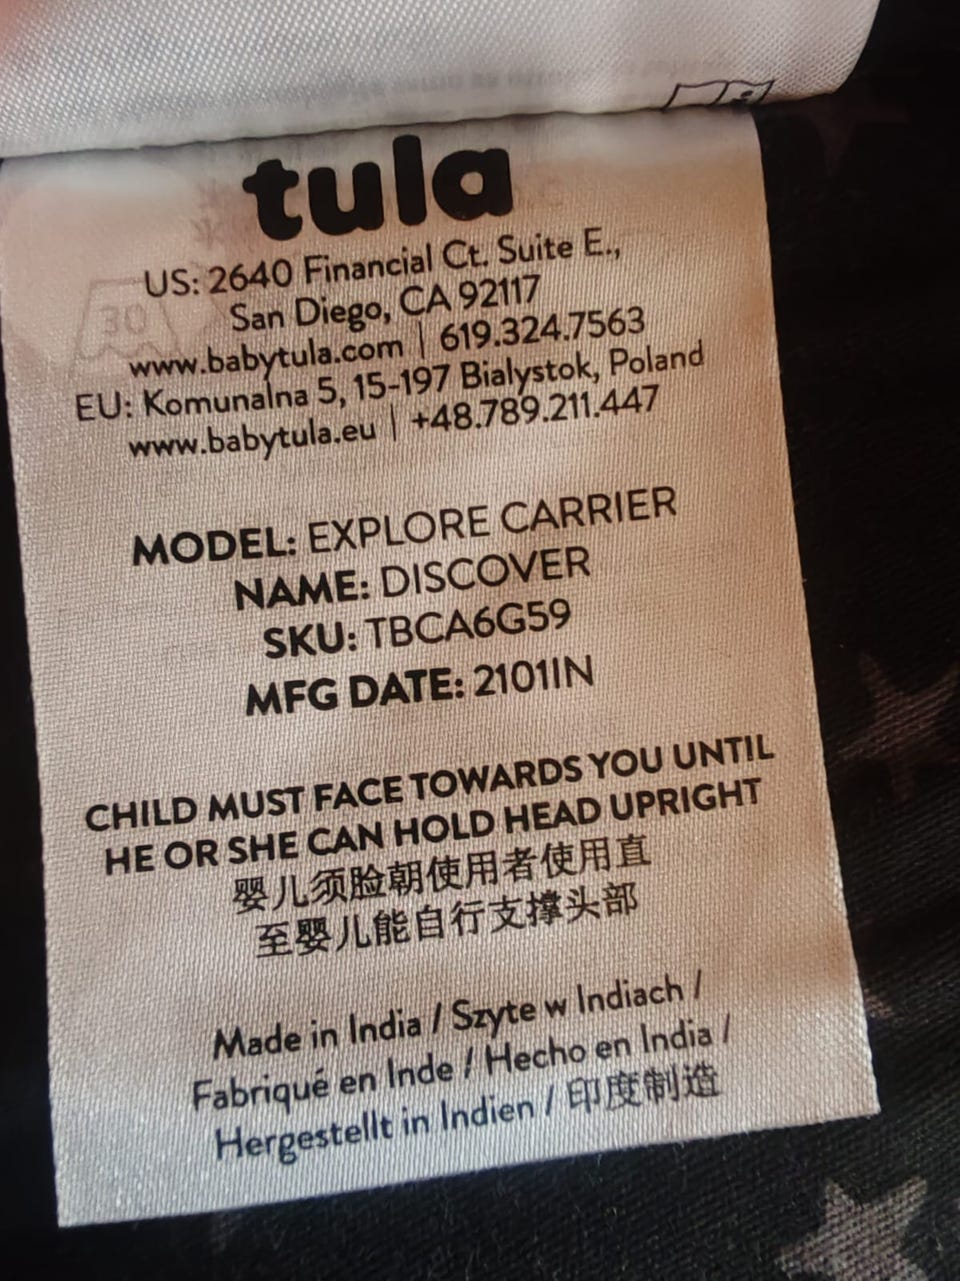 tula
US: 2640 Financial Ct. Suite E.,
San Diego, CA 92117
www.babytula.com | 619.324.7563
EU: Komunalna 5, 15-197 Bialystok, Poland
www.babytula.eu | +48.789.211.447
MODEL: EXPLORE CARRIER
NAME: DISCOVER
SKU: TBCA6G59
MFG DATE: 2101IN
CHILD MUST FACE TOWARDS YOU UNTIL
HE OR SHE CAN HOLD HEAD UPRIGHT
婴儿须脸朝使用者使用直
至婴儿能自行支撑头部
Made in India / Szyte w Indiach /
Fabriqué en Inde / Hecho en India /
Hergestellt in Indien / 印度制造
30